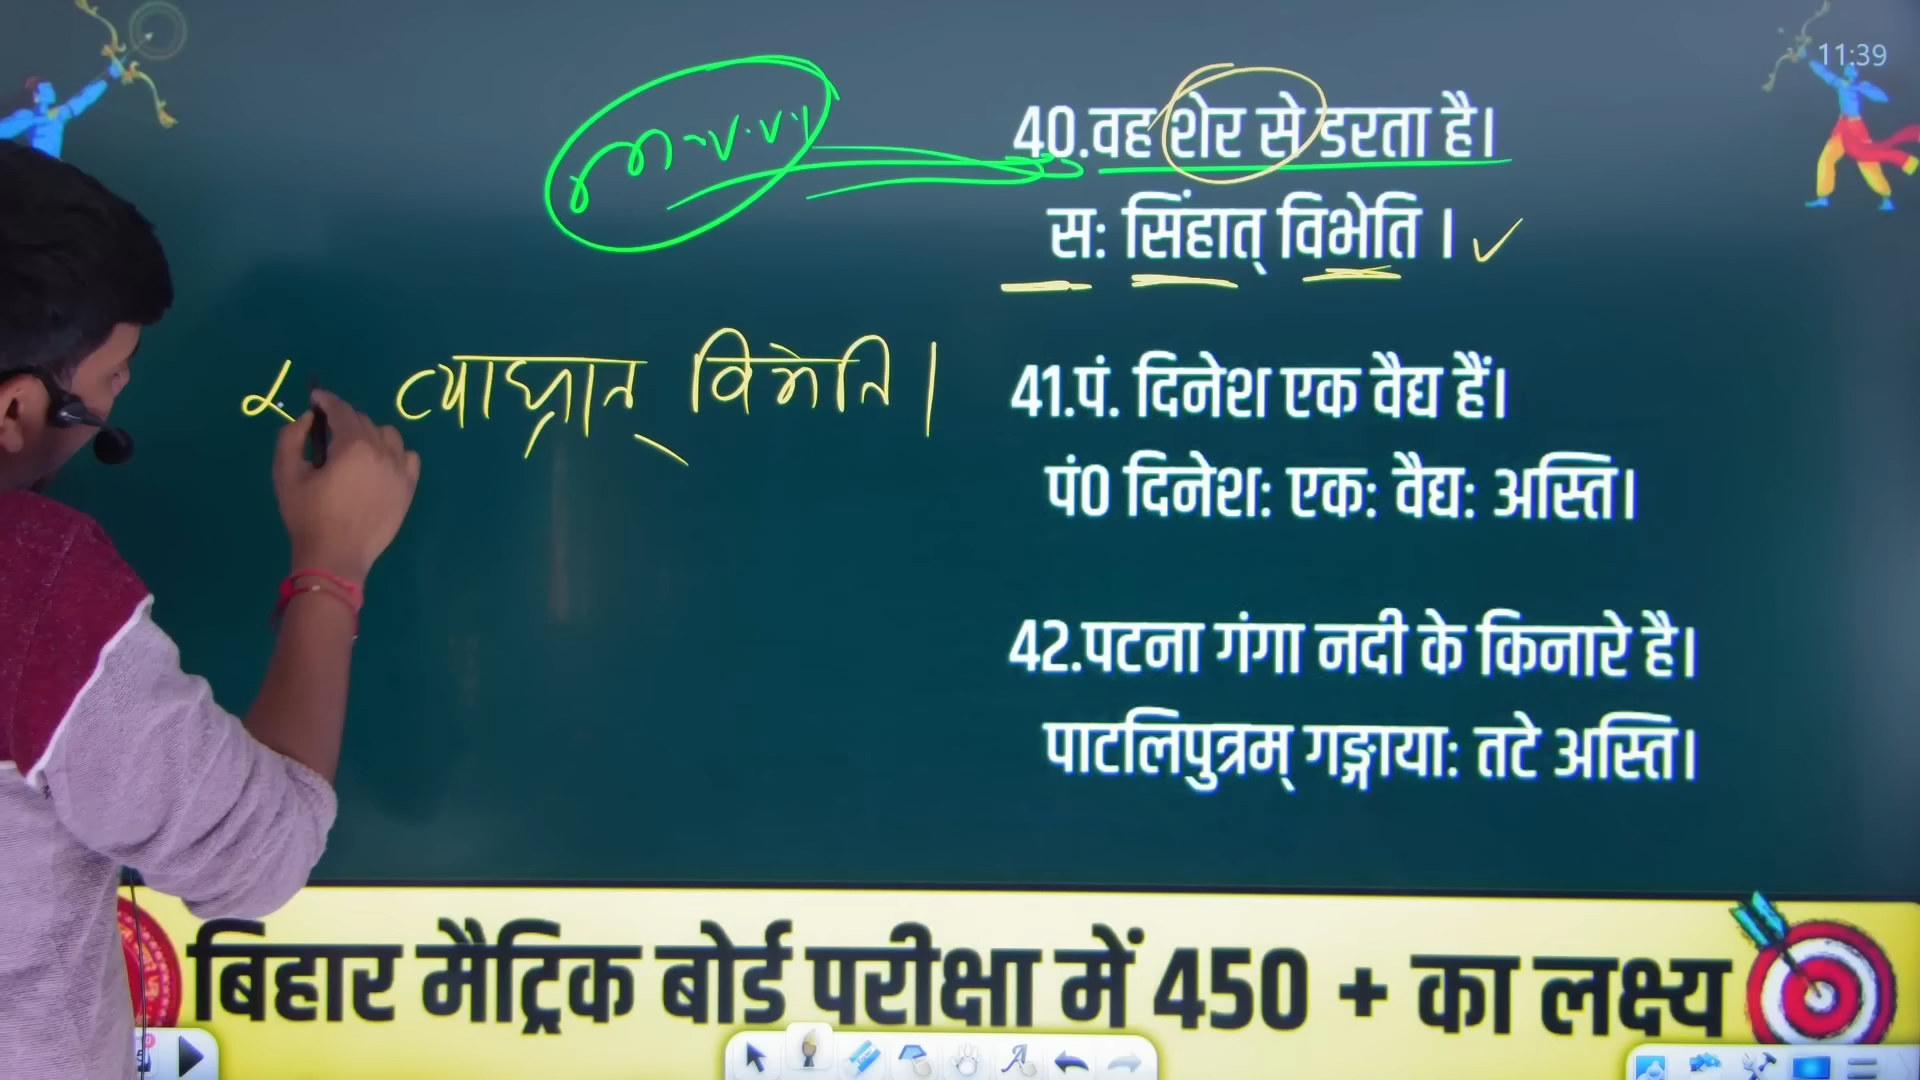 11:39
m.v.v.i
40.वह शेर से डरता है।
सः सिंहात् विभेति ।
व्याघ्रात् विभेति।
41.पं. दिनेश एक वैद्य हैं।
पं0 दिनेशः एकः वैद्यः अस्ति।
42.पटना गंगा नदी के किनारे है।
पाटलिपुत्रम् गङ्गायाः तटे अस्ति।
बिहार मैट्रिक बोर्ड परीक्षा में 450 + का लक्ष्य